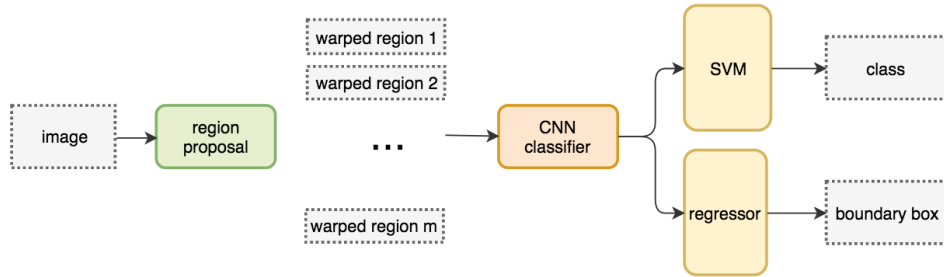 image
region
proposal
warped region 1
warped region 2
...
warped region m
CNN
classifier
SVM
class
regressor
boundary box